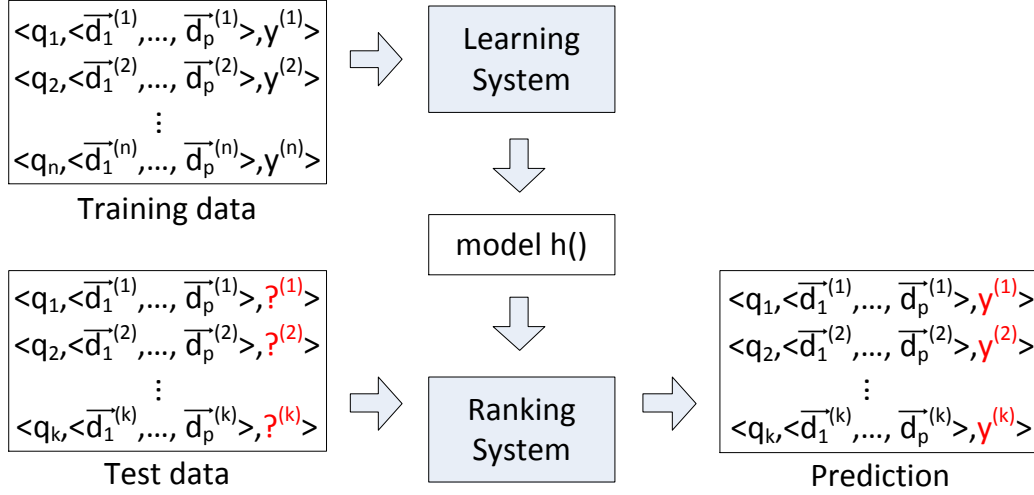 <q₁,<d₁⃗⁽¹⁾,..., dₚ⃗⁽¹⁾>,y⁽¹⁾>
<q₂,<d₁⃗⁽²⁾,..., dₚ⃗⁽²⁾>,y⁽²⁾>
⋮
<qₙ,<d₁⃗⁽ⁿ⁾,..., dₚ⃗⁽ⁿ⁾>,y⁽ⁿ⁾>
Training data
Learning
System
model h()
<q₁,<d₁⃗⁽¹⁾,..., dₚ⃗⁽¹⁾>,?⁽¹⁾>
<q₂,<d₁⃗⁽²⁾,..., dₚ⃗⁽²⁾>,?⁽²⁾>
⋮
<qₖ,<d₁⃗⁽ᵏ⁾,..., dₚ⃗⁽ᵏ⁾>,?⁽ᵏ⁾>
Test data
Ranking
System
<q₁,<d₁⃗⁽¹⁾,..., dₚ⃗⁽¹⁾>,y⁽¹⁾>
<q₂,<d₁⃗⁽²⁾,..., dₚ⃗⁽²⁾>,y⁽²⁾>
⋮
<qₖ,<d₁⃗⁽ᵏ⁾,..., dₚ⃗⁽ᵏ⁾>,y⁽ᵏ⁾>
Prediction